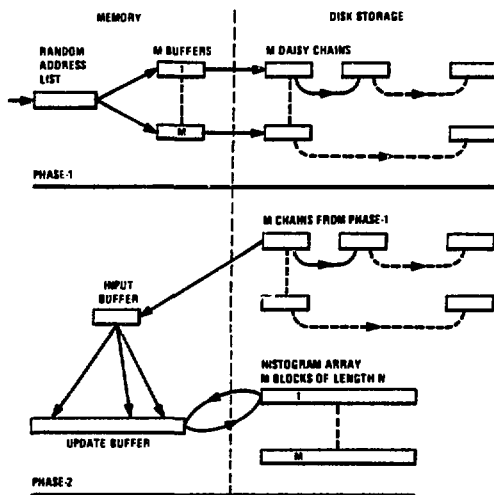 MEMORY
DISK STORAGE
RANDOM
ADDRESS
LIST
M BUFFERS
1
M
M DAISY CHAINS
PHASE-1
M CHAINS FROM PHASE-1
INPUT
BUFFER
HISTOGRAM ARRAY
M BLOCKS OF LENGTH N
1
M
UPDATE BUFFER
PHASE-2